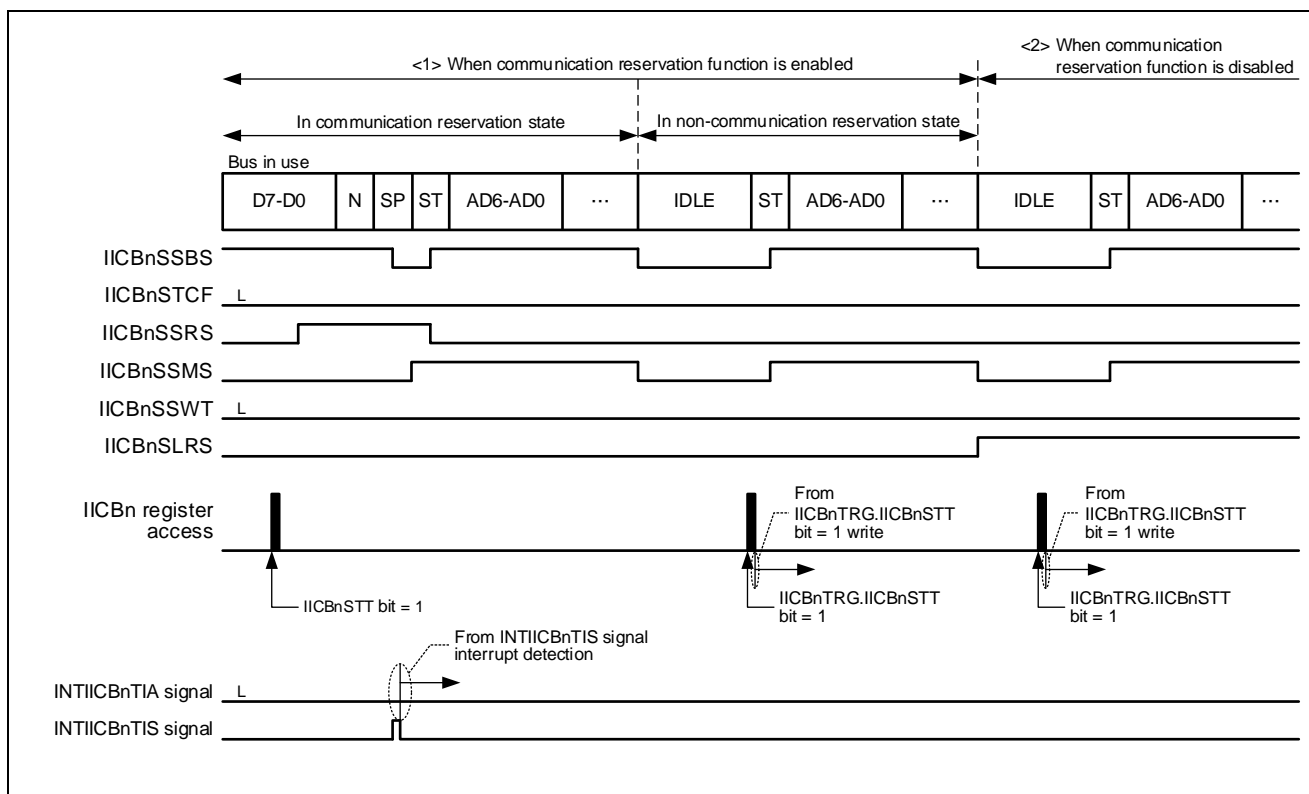 <2> When communication
reservation function is disabled
<1> When communication reservation function is enabled
In communication reservation state
In non-communication reservation state
Bus in use
D7-D0 N SP ST AD6-AD0 ⋯ IDLE ST AD6-AD0 ⋯ IDLE ST AD6-AD0 ⋯
IICBnSSBS
IICBnSTCF L
IICBnSSRS
IICBnSSMS
IICBnSSWT L
IICBnSLRS
IICBn register
access
From
IICBnTRG.IICBnSTT
bit = 1 write
From
IICBnTRG.IICBnSTT
bit = 1 write
IICBnSTT bit = 1
IICBnTRG.IICBnSTT
bit = 1
IICBnTRG.IICBnSTT
bit = 1
From INTIICBnTIS signal
interrupt detection
INTIICBnTIA signal L
INTIICBnTIS signal